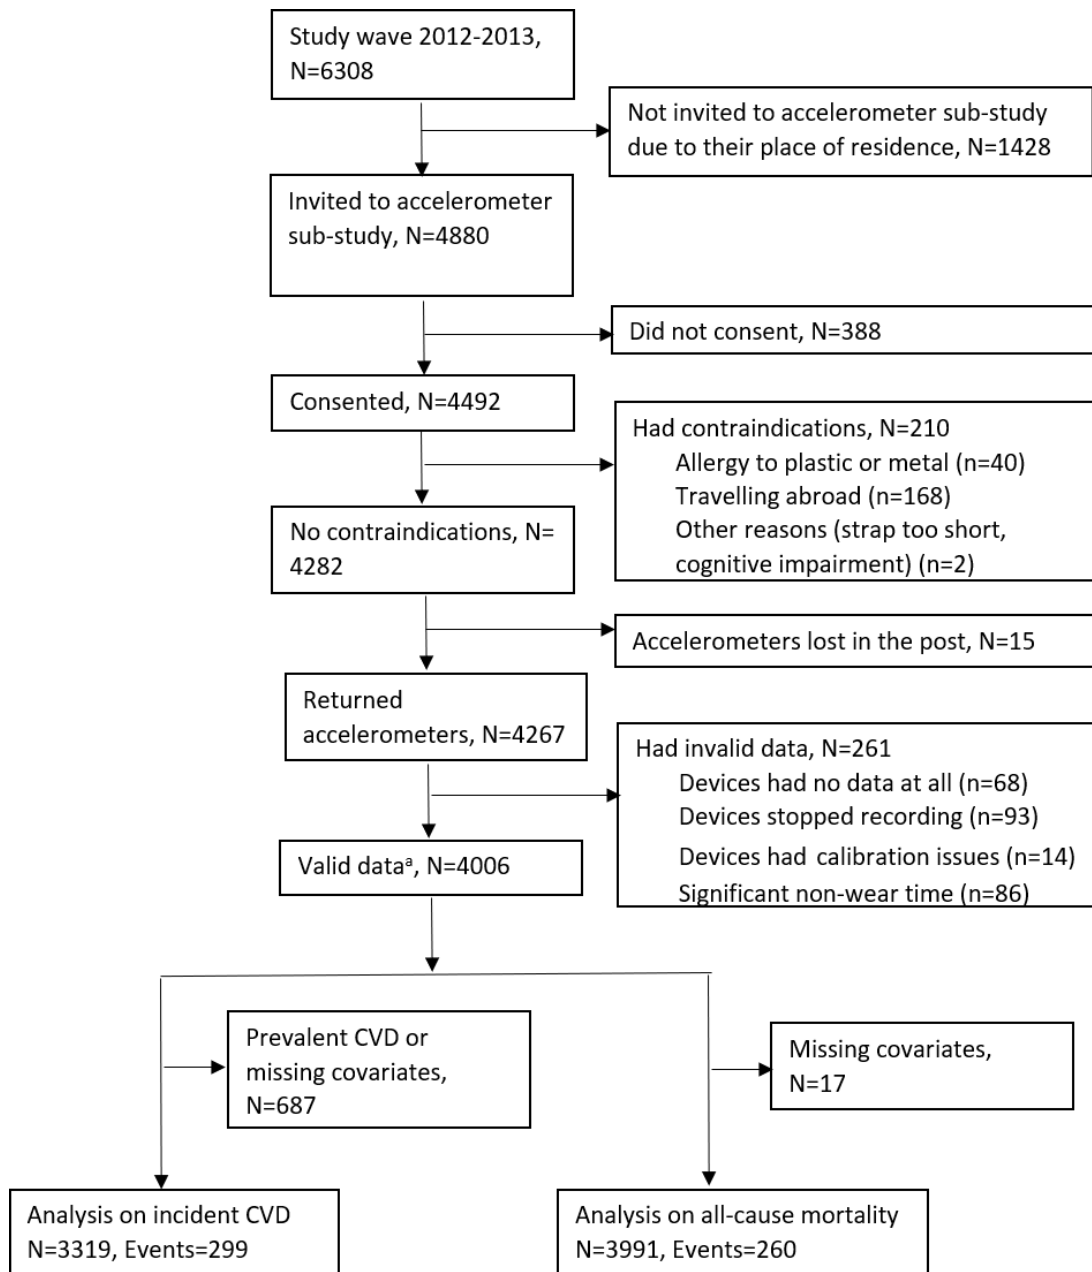 Study wave 2012-2013,
N=6308
Not invited to accelerometer sub-study
due to their place of residence, N=1428
Invited to accelerometer
sub-study, N=4880
Did not consent, N=388
Consented, N=4492
Had contraindications, N=210
Allergy to plastic or metal (n=40)
Travelling abroad (n=168)
Other reasons (strap too short,
cognitive impairment) (n=2)
No contraindications, N=
4282
Accelerometers lost in the post, N=15
Returned
accelerometers, N=4267
Had invalid data, N=261
Devices had no data at all (n=68)
Devices stopped recording (n=93)
Devices had calibration issues (n=14)
Significant non-wear time (n=86)
Valid dataᵃ, N=4006
Prevalent CVD or
missing covariates,
N=687
Missing covariates,
N=17
Analysis on incident CVD
N=3319, Events=299
Analysis on all-cause mortality
N=3991, Events=260